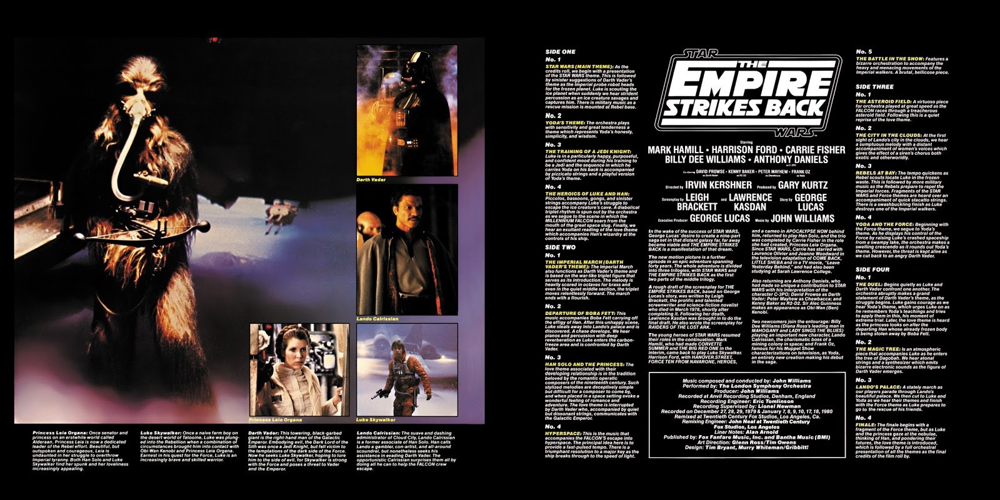 Darth Vader
Lando Calrissian
Princess Leia Organa
Luke Skywalker
Princess Leia Organa: Once senator and
princess on an erstwhile world called
Alderaan, Princess Leia is now a dedicated
leader of the Rebel effort. Beautiful, but
outspoken and courageous, Leia is
undaunted in her struggle to overthrow
Imperial tyranny. Both Han Solo and Luke
Skywalker find her spunk and her loveliness
increasingly appealing.
Luke Skywalker: Once a naive farm boy on
the desert world of Tatooine, Luke was plung-
ed into the Rebellion when a combination of
circumstances brought him into contact with
Obi-Wan Kenobi and Princess Leia Organa.
Earnest in his quest for the Force, Luke is an
increasingly brave and skilled warrior.
Darth Vader: This towering, black-garbed
giant is the right-hand man of the Galactic
Emperor. Embodying evil, the Dark Lord of the
Sith was once a Jedi Knight, but fell victim to
the temptations of the dark side of the Force.
Now he seeks Luke Skywalker, hoping to lure
him to the side of evil, for Skywalker is strong
with the Force and poses a threat to Vader
and the Emperor.
Lando Calrissian: The suave and dashing
administrator of Cloud City, Lando Calrissian
is a former associate of Han Solo. Han calls
Lando a gambler, con-artist, and all-around
scoundrel, but nonetheless seeks his
assistance in evading Darth Vader. The
opportunistic Calrissian surprises them all by
doing all he can to help the FALCON crew
escape.
SIDE ONE
No. 1
STAR WARS (MAIN THEME): As the
credits roll, we begin with a presentation
of the STAR WARS theme. This is followed
by sinister suggestions of Darth Vader's
theme as the Imperial probe robot heads
for the frozen planet. Luke is scouting the
ice planet when suddenly we hear strident
percussion as an ice creature savages and
captures him. There is military music as a
rescue mission is mounted at Rebel base.
No. 2
YODA'S THEME: The orchestra plays
with sensitivity and great tenderness a
theme which represents Yoda's honesty,
simplicity, and wisdom.
No. 3
THE TRAINING OF A JEDI KNIGHT:
Luke is in a particularly happy, purposeful,
and confident mood during his training to
be a Jedi and the sequence in which he
carries Yoda on his back is accompanied
by pizzicato strings and a playful version
of Yoda's theme.
No. 4
THE HEROICS OF LUKE AND HAN:
Piccolos, bassoons, gongs, and sinister
strings accompany Luke's struggle to
escape the ice creature's cave. A diabolical
triplet rhythm is spun out by the orchestra
as we segue to the scene in which the
MILLENNIUM FALCON soars from the
mouth of the great space slug. Finally, we
hear an exultant reading of the love theme
which accompanies Han's wizardry at the
controls of his ship.
SIDE TWO
No. 1
THE IMPERIAL MARCH (DARTH
VADER'S THEME): The Imperial March
also functions as Darth Vader's theme and
is based on the war-like triplet figure that
serves as its introduction. The melody is
heavily scored in octaves for brass and
even in the quiet middle section, the triplet
moves relentlessly forward. The march
ends with a flourish.
No. 2
DEPARTURE OF BOBA FETT: This
music accompanies Boba Fett carrying off
the effigy of Han. After this unhappy scene,
Luke steals away into Lando's palace and is
discovered. A chase develops. We hear
pianos and percussion with deep
reverberation as Luke enters the carbon-
freeze area and is confronted by Darth
Vader.
No. 3
HAN SOLO AND THE PRINCESS: The
love theme associated with their
developing relationship is in the tradition
beloved by the romantic operatic
composers of the nineteenth century. Such
stylized melodies are deceptively simple
but difficult for a composer to come by,
and when placed in a space setting evoke a
wonderful feeling of romance and
adventure. The love theme is interrupted
by Darth Vader who, accompanied by quiet
but dissonant strings, communicates with
the Galactic Emperor.
No. 4
HYPERSPACE: This is the music that
accompanies the FALCON'S escape into
hyperspace. The principal idea here is to
provide a fast-pulsed tempo. There is a
triumphant resolution to a major key as the
ship breaks through to the speed of light.
STAR
THE
EMPIRE
STRIKES BACK
WARS
TM
Starring
MARK HAMILL • HARRISON FORD • CARRIE FISHER
BILLY DEE WILLIAMS • ANTHONY DANIELS
as C-3PO
Co-starring DAVID PROWSE • KENNY BAKER • PETER MAYHEW • FRANK OZ
as Darth Vader as R2-D2 as Chewbacca as Yoda
Directed by IRVIN KERSHNER Produced by GARY KURTZ
Screenplay by LEIGH BRACKETT and LAWRENCE KASDAN Story by GEORGE LUCAS
Executive Producer GEORGE LUCAS Music by JOHN WILLIAMS
In the wake of the success of STAR WARS,
George Lucas' desire to create a nine-part
saga set in that distant galaxy far, far away
became viable and THE EMPIRE STRIKES
BACK is a manifestation of that dream.
The new motion picture is a further
episode in an epic adventure spanning
forty years. The whole adventure is divided
into three trilogies, with STAR WARS and
THE EMPIRE STRIKES BACK as the first
two parts of the middle trilogy.
A rough draft of the screenplay for THE
EMPIRE STRIKES BACK, based on George
Lucas's story, was written by Leigh
Brackett, the prolific and talented
screenwriter and science-fiction novelist
who died in March 1978, shortly after
completing it. Following her death,
Lawrence Kasdan was brought in to do the
final draft. He also wrote the screenplay for
RAIDERS OF THE LOST ARK.
The young heroes of STAR WARS resumed
their roles in the continuation. Mark
Hamill, who had made CORVETTE
SUMMER and THE BIG RED ONE in the
interim, came back to play Luke Skywalker.
Harrison Ford, with HANOVER STREET,
FORCE TEN FROM NAVARONE, HEROES,
and a cameo in APOCALYPSE NOW behind
him, returned to play Han Solo, and the trio
was completed by Carrie Fisher in the role
she had created, Princess Leia Organa.
Since STAR WARS, Carrie has starred with
Laurence Olivier and Joanne Woodward in
the television adaptation of COME BACK,
LITTLE SHEBA and in a TV movie, "Leave
Yesterday Behind," and had also been
studying at Sarah Lawrence College.
Also returning are Anthony Daniels, who
had made so unique a contribution to STAR
WARS with his interpretation of the
character C-3PO; David Prowse as Darth
Vader; Peter Mayhew as Chewbacca; and
Kenny Baker as R2-D2. Sir Alec Guinness
makes an appearance as Obi-Wan (Ben)
Kenobi.
Two newcomers join the entourage: Billy
Dee Williams (Diana Ross's leading man in
MAHOGANY and LADY SINGS THE BLUES)
playing an important new character, Lando
Calrissian, the charismatic boss of a
mining colony in space; and Frank Oz,
famous for his Muppet Show
characterizations on television, as Yoda,
an entirely new creation making his debut
in the saga.
Music composed and conducted by: John Williams
Performed by: The London Symphony Orchestra
Producer: John Williams
Recorded at Anvil Recording Studios, Denham, England
Recording Engineer: Eric Tomlinson
Recording Supervised by: Lionel Newman
Recorded on December 27, 28, 29, 1979 & January 7, 8, 9, 10, 17, 18, 1980
Remixed at Twentieth Century Fox Studios, Los Angeles, Ca.
Remixing Engineer: John Neal at Twentieth Century
Fox Studios, Los Angeles
Liner Notes: Alan Arnold
Published by: Fox Fanfare Music, Inc. and Bantha Music (BMI)
Art Direction: Glenn Ross/Tim Owens
Design: Tim Bryant, Murry Whiteman/Gribbitt!
No. 5
THE BATTLE IN THE SNOW: Features a
bizarre orchestration to accompany the
heavy and menacing movements of the
Imperial walkers. A brutal, bellicose piece.
SIDE THREE
No. 1
THE ASTEROID FIELD: A virtuoso piece
for orchestra played at great speed as the
FALCON races through a treacherous
asteroid field. Following this is a quiet
reprise of the love theme.
No. 2
THE CITY IN THE CLOUDS: At the first
sight of Lando's city in the clouds, we hear
a sumptuous melody with a distant
accompaniment of women's voices which
gives the effect of a siren's chorus both
exotic and otherworldly.
No. 3
REBELS AT BAY: The tempo quickens as
Rebel scouts locate Luke in the frozen
waste. This is followed by more military
music as the Rebels prepare to repel the
Imperial forces. Fragments of the STAR
WARS and Force themes are heard over an
accompaniment of quick staccato strings.
There is a swashbuckling finish as Luke
destroys one of the Imperial walkers.
No. 4
YODA AND THE FORCE: Beginning with
the Force theme, we segue to Yoda's
theme. As he displays his control of the
Force by raising Luke's crashed spaceship
from a swampy lake, the orchestra makes a
swelling crescendo as it rounds out Yoda's
theme. However, the threat is kept alive as
we cut back to an angry Darth Vader.
SIDE FOUR
No. 1
THE DUEL: Begins quietly as Luke and
Darth Vader confront one another. The
orchestra abruptly makes a grand
statement of Darth Vader's theme, as the
struggle begins. Luke gains courage as we
hear Yoda's theme, which urges Luke on as
he remembers Yoda's teachings and tries
to apply them in this, his moment of
extreme trial. Later, the love theme is heard
as the princess looks on after the
departing Han whose already frozen body
is being stolen away by Boba Fett.
No. 2
THE MAGIC TREE: Is an atmospheric
piece that accompanies Luke as he enters
the tree of Dagobah. We hear atonal
strings and a synthesizer which emits
bizarre electronic sounds as the figure of
Darth Vader emerges.
No. 3
LANDO'S PALACE: A stately march as
our players parade through Lando's
beautiful palace. We then cut to Luke and
Yoda as we hear their themes and finish
with the Force theme as Luke prepares to
go to the rescue of his friends.
No. 4
FINALE: The finale begins with a
fragment of the Force theme, but as Luke
and the princess gaze at the nebulae,
thinking of Han, and pondering their
futures, the love theme is introduced,
which is followed by a full orchestral
presentation of all the themes as the final
credits of the film roll by.